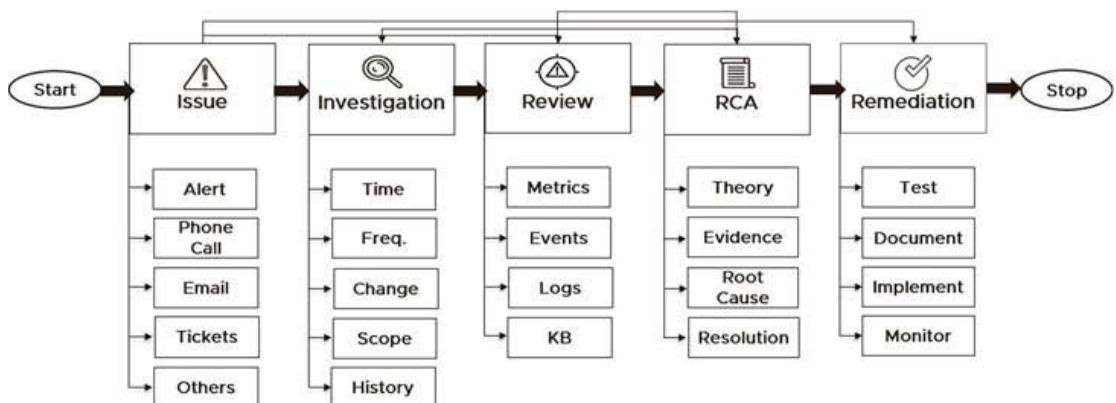 Start
Issue
Investigation
Review
RCA
Remediation
Stop
Alert
Phone
Call
Email
Tickets
Others
Time
Freq.
Change
Scope
History
Metrics
Events
Logs
KB
Theory
Evidence
Root
Cause
Resolution
Test
Document
Implement
Monitor